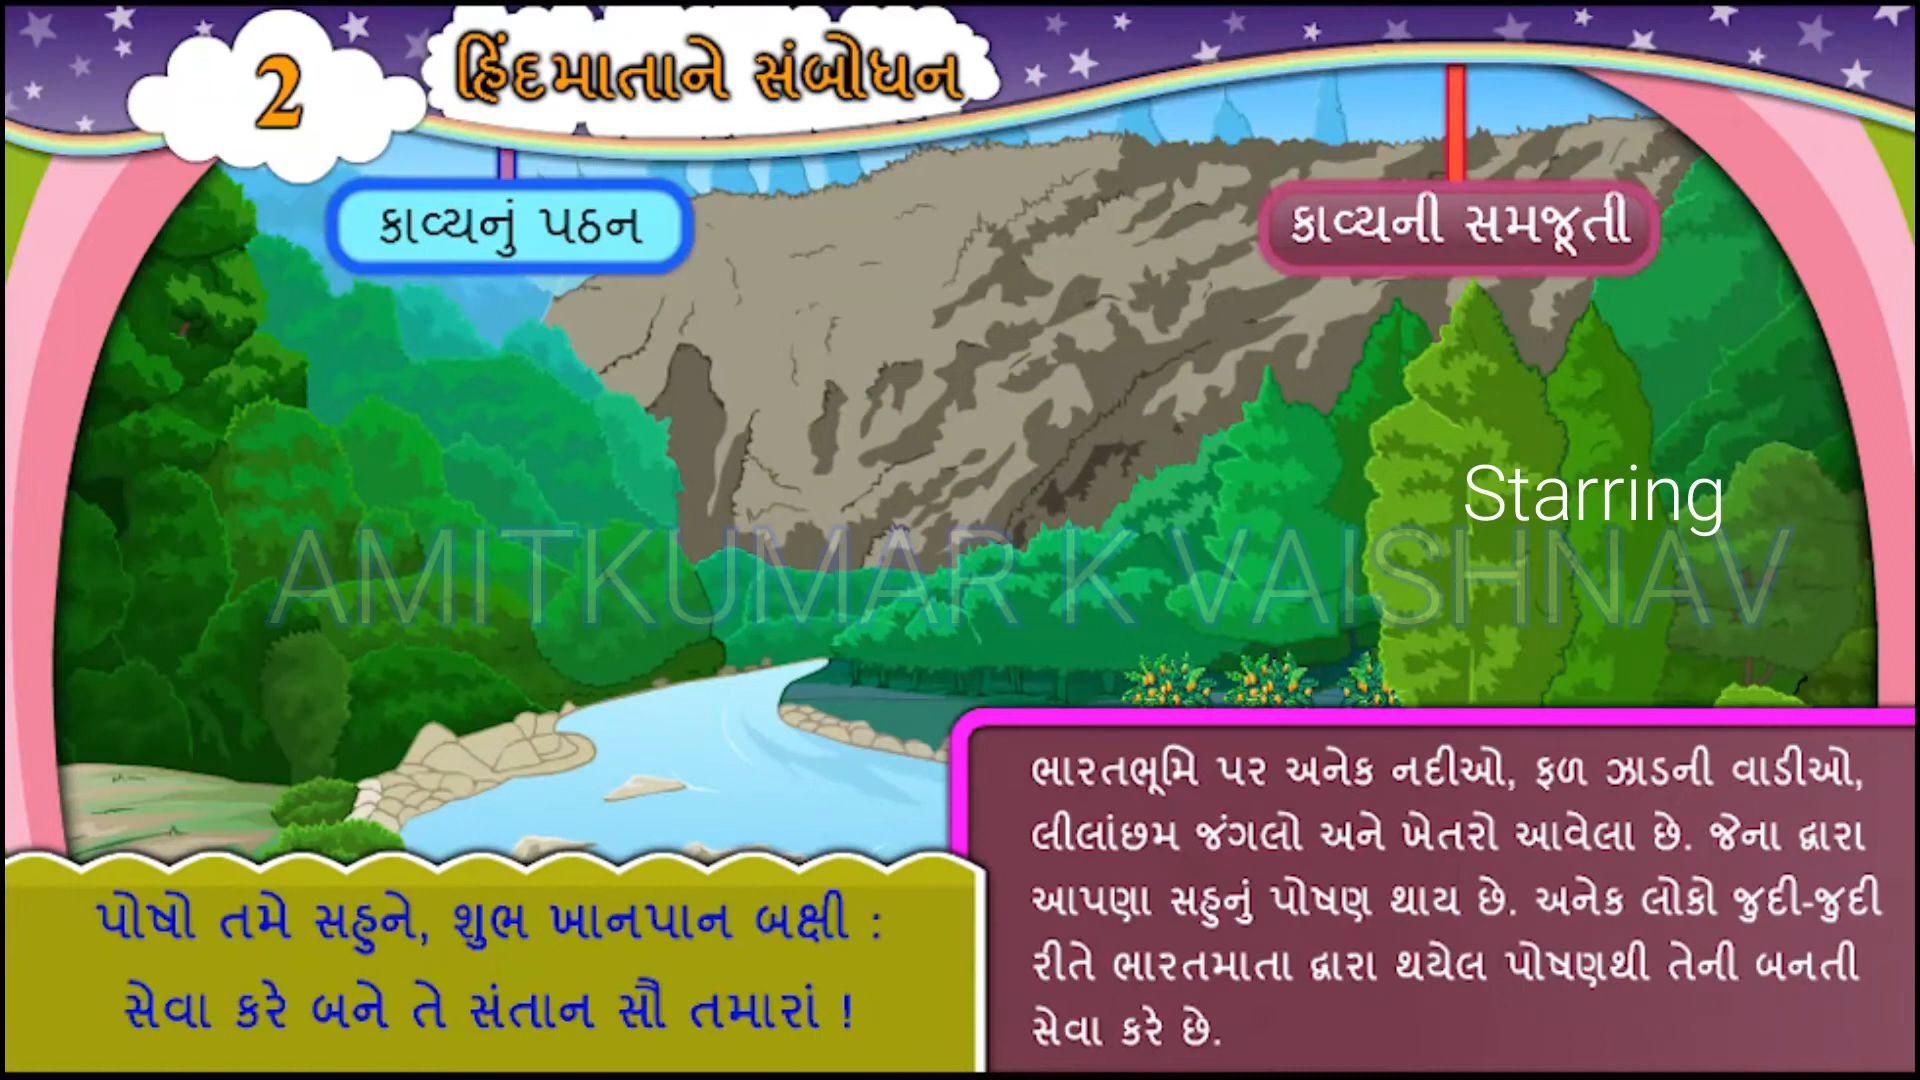 2
હિંદમાતાને સંબોધન
કાવ્યનું પઠન
કાવ્યની સમજૂતી
Starring
AMITKUMAR K VAISHNAV
પોષો તમે સહુને, શુભ ખાનપાન બક્ષી :
સેવા કરે બને તે સંતાન સૌ તમારાં !
ભારતભૂમિ પર અનેક નદીઓ, ફળ ઝાડની વાડીઓ,
લીલાંછમ જંગલો અને ખેતરો આવેલા છે. જેના દ્વારા
આપણા સહુનું પોષણ થાય છે. અનેક લોકો જુદી-જુદી
રીતે ભારતમાતા દ્વારા થયેલ પોષણથી તેની બનતી
સેવા કરે છે.